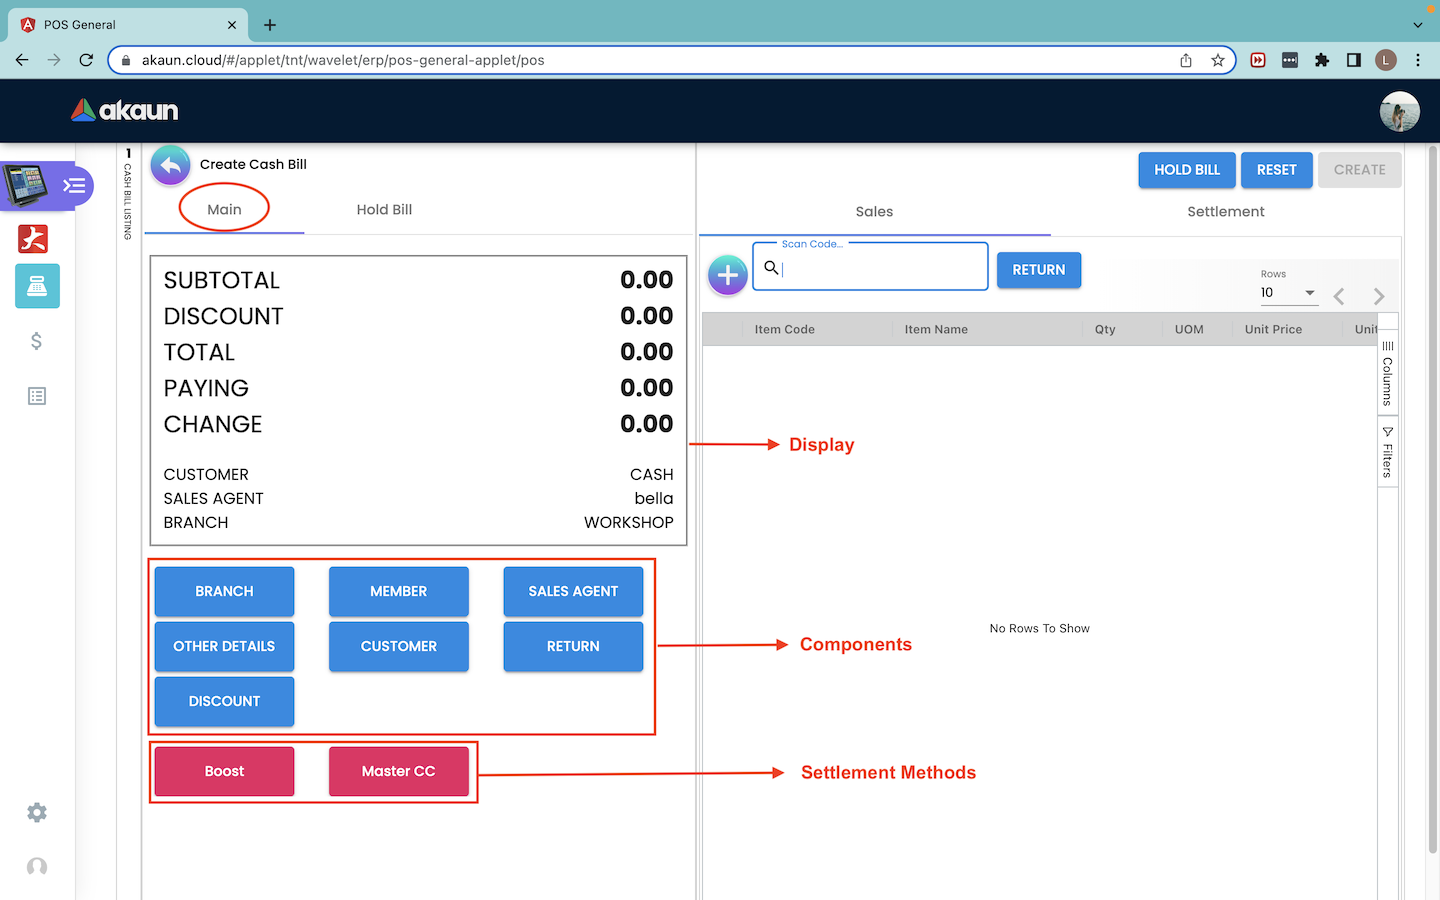 POS General
akaun.cloud/#/applet/tnt/wavelet/erp/pos-general-applet/pos
L
akaun
1 CASH BILL LISTING
Create Cash Bill
Main
Hold Bill
SUBTOTAL 0.00
DISCOUNT 0.00
TOTAL 0.00
PAYING 0.00
CHANGE 0.00
CUSTOMER CASH
SALES AGENT bella
BRANCH WORKSHOP
Display
BRANCH MEMBER SALES AGENT
OTHER DETAILS CUSTOMER RETURN
DISCOUNT
Components
Boost Master CC
Settlement Methods
HOLD BILL RESET CREATE
Sales Settlement
Scan Code...
RETURN
Rows
10
Item Code Item Name Qty UOM Unit Price Unit
Columns
Filters
No Rows To Show